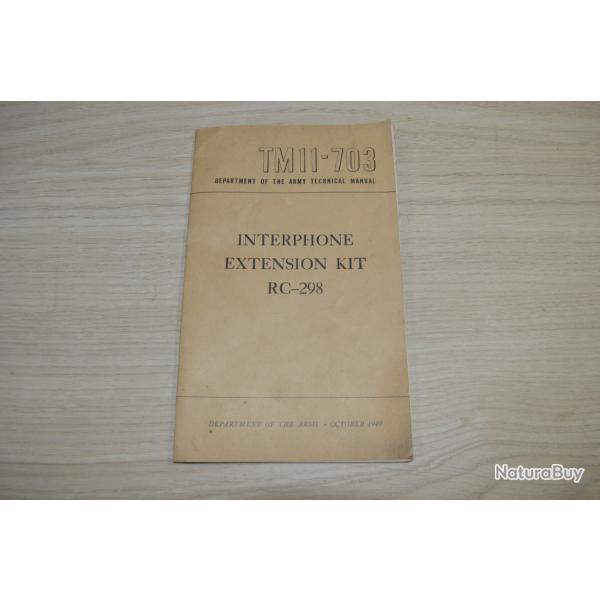 TM11-703
DEPARTMENT OF THE ARMY TECHNICAL MANUAL
INTERPHONE
EXTENSION KIT
RC-298
DEPARTMENT OF THE ARMY • OCTOBER 1949
NaturaBuy